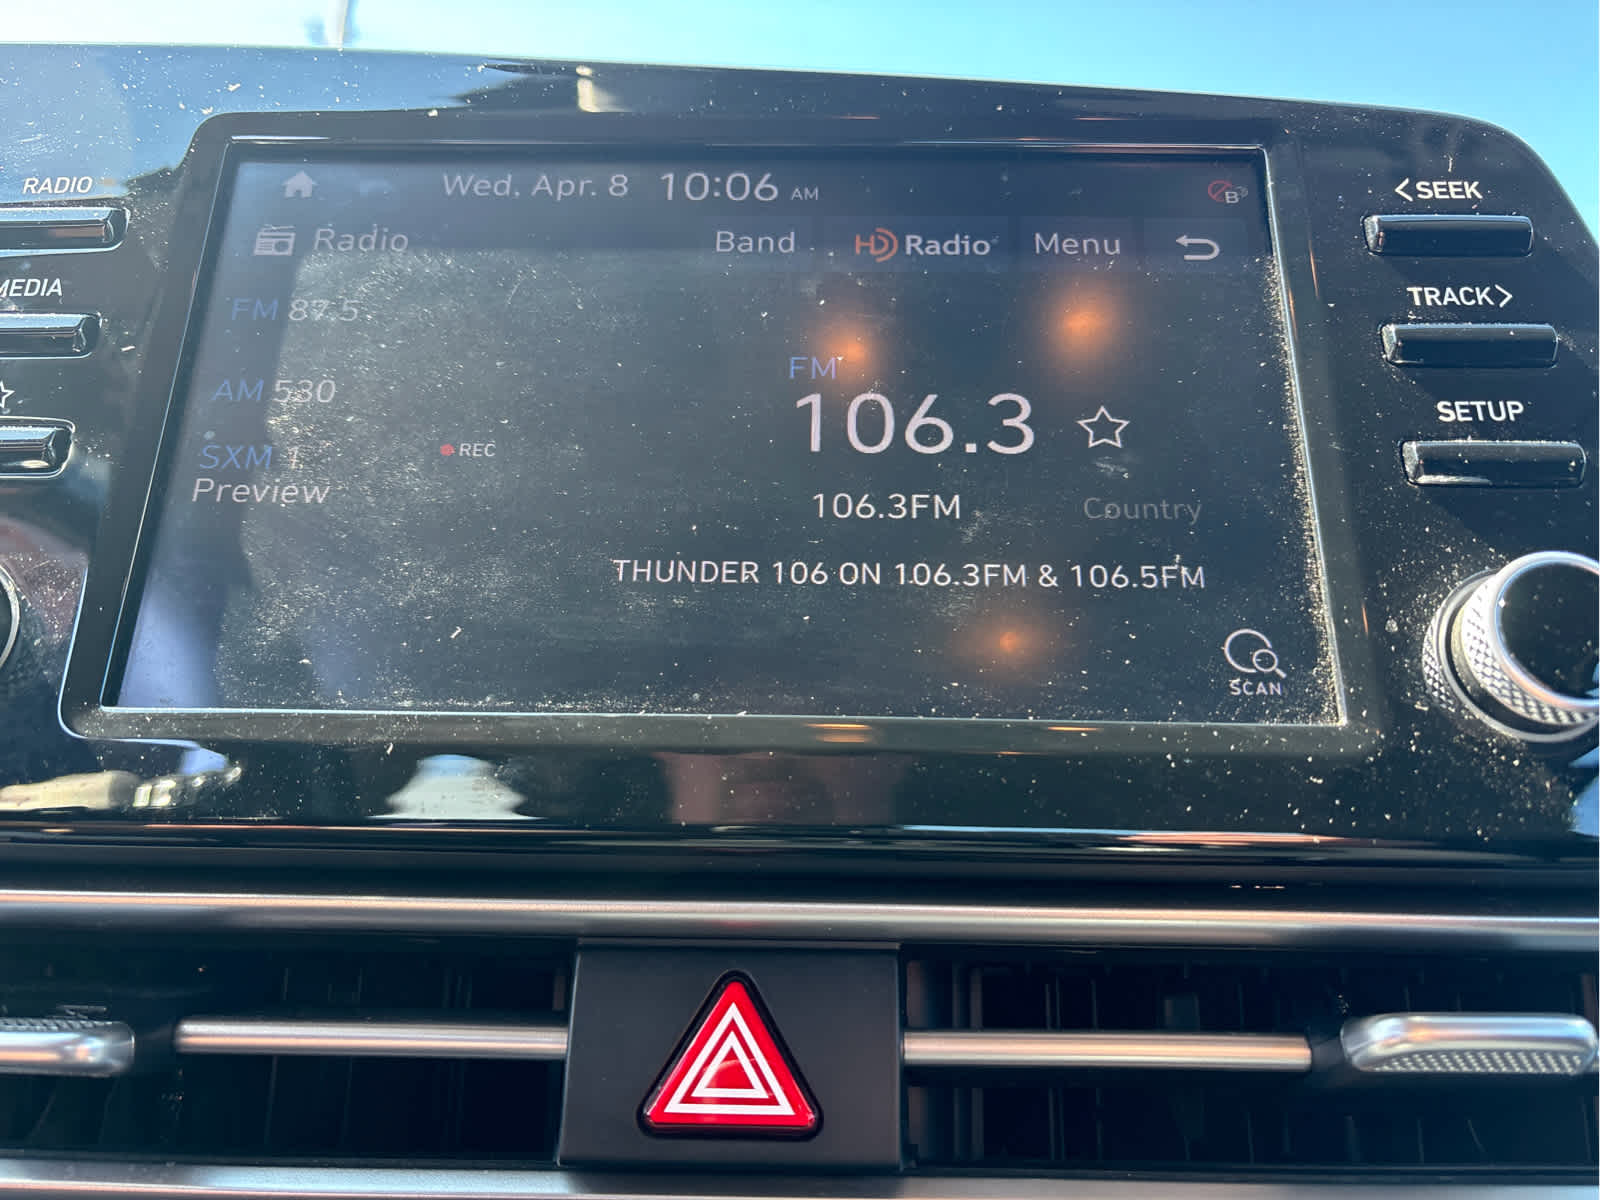 RADIO
MEDIA
Wed, Apr. 8 10:06 AM
B
Radio Band HD Radio Menu
FM 87.5
AM 530
SXM 1
Preview
REC
FM
106.3
106.3FM Country
THUNDER 106 ON 106.3FM & 106.5FM
SCAN
<SEEK
TRACK>
SETUP